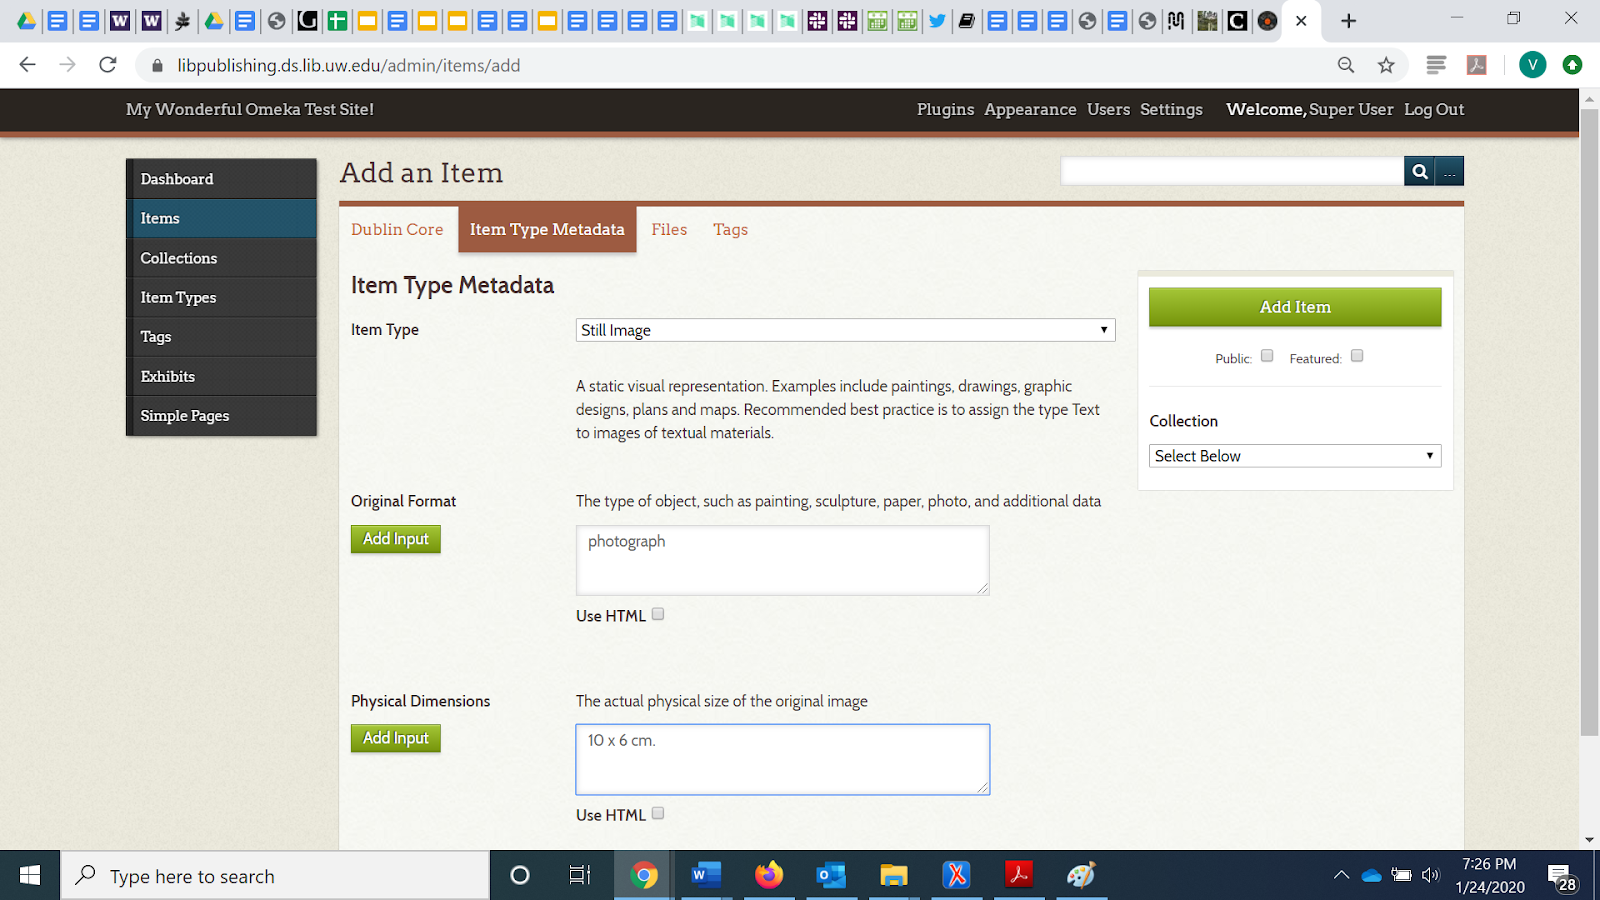 libpublishing.ds.lib.uw.edu/admin/items/add
V
My Wonderful Omeka Test Site!
Plugins Appearance Users Settings Welcome, Super User Log Out
Dashboard
Items
Collections
Item Types
Tags
Exhibits
Simple Pages
Add an Item
...
Dublin Core Item Type Metadata Files Tags
Item Type Metadata
Item Type
Still Image
A static visual representation. Examples include paintings, drawings, graphic
designs, plans and maps. Recommended best practice is to assign the type Text
to images of textual materials.
Original Format
The type of object, such as painting, sculpture, paper, photo, and additional data
Add Input
photograph
Use HTML
Physical Dimensions
The actual physical size of the original image
Add Input
10 x 6 cm.
Use HTML
Add Item
Public: Featured:
Collection
Select Below
Type here to search
7:26 PM
1/24/2020
28